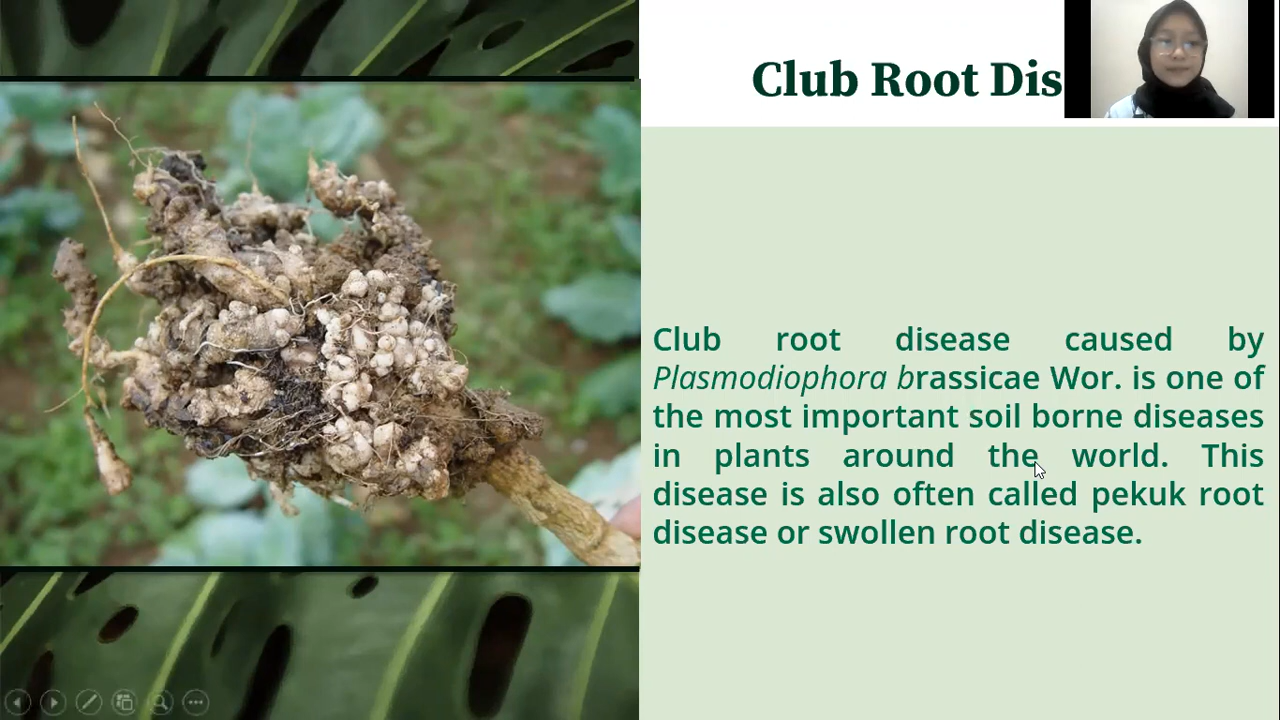 Club Root Dis
Club root disease caused by
Plasmodiophora brassicae Wor. is one of
the most important soil borne diseases
in plants around the world. This
disease is also often called pekuk root
disease or swollen root disease.